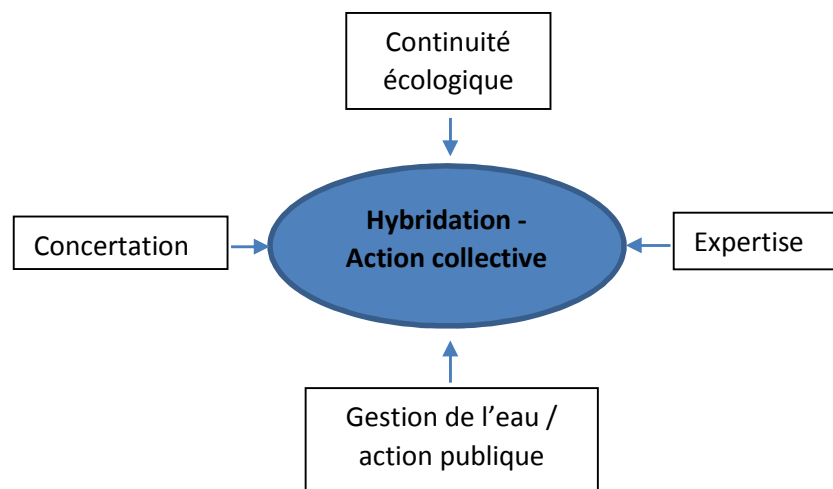 Continuité
écologique
Hybridation -
Action collective
Concertation
Expertise
Gestion de l’eau /
action publique